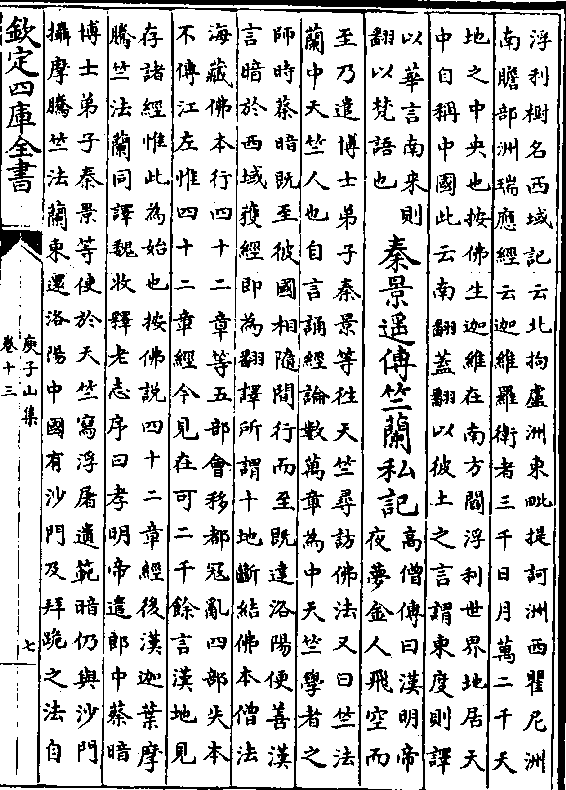 浮利樹名西域記云北拘盧洲東毗提訶洲西瞿尼洲
南贍部洲瑞應經云迦維羅衛者三千日月萬二千天
地之中央也按佛生迦維在南方閻浮利世界地居天
中自稱中國此云南翻蓋翻以彼土之言謂東度則譯
以華言南来則
翻以梵語也
秦景遥傳竺蘭私記
高僧傳曰漢明帝
夜夢金人飛空而
至乃遣博士弟子秦景等往天竺尋訪佛法又曰竺法
蘭中天竺人也自言誦經論數萬章為中天竺學者之
師時蔡暗既至彼國相隨間行而至既達洛陽便善漢
言暗於西域獲經即為翻譯所謂十地斷結佛本僧法
海藏佛本行四十二章等五部會移都冦亂四部失本
不傳江左惟四十二章經今見在可二千餘言漢地見
存諸經惟此為始也按佛説四十二章經後漢迦葉摩
騰竺法蘭同譯魏收釋老志序曰孝明帝遣郎中蔡暗
博士弟子秦景等使於天竺寫浮屠遺範暗仍與沙門
攝摩騰竺法蘭東還洛陽中國有沙門及拜跪之法自
欽定四庫全書
庾子山集
卷十三
七